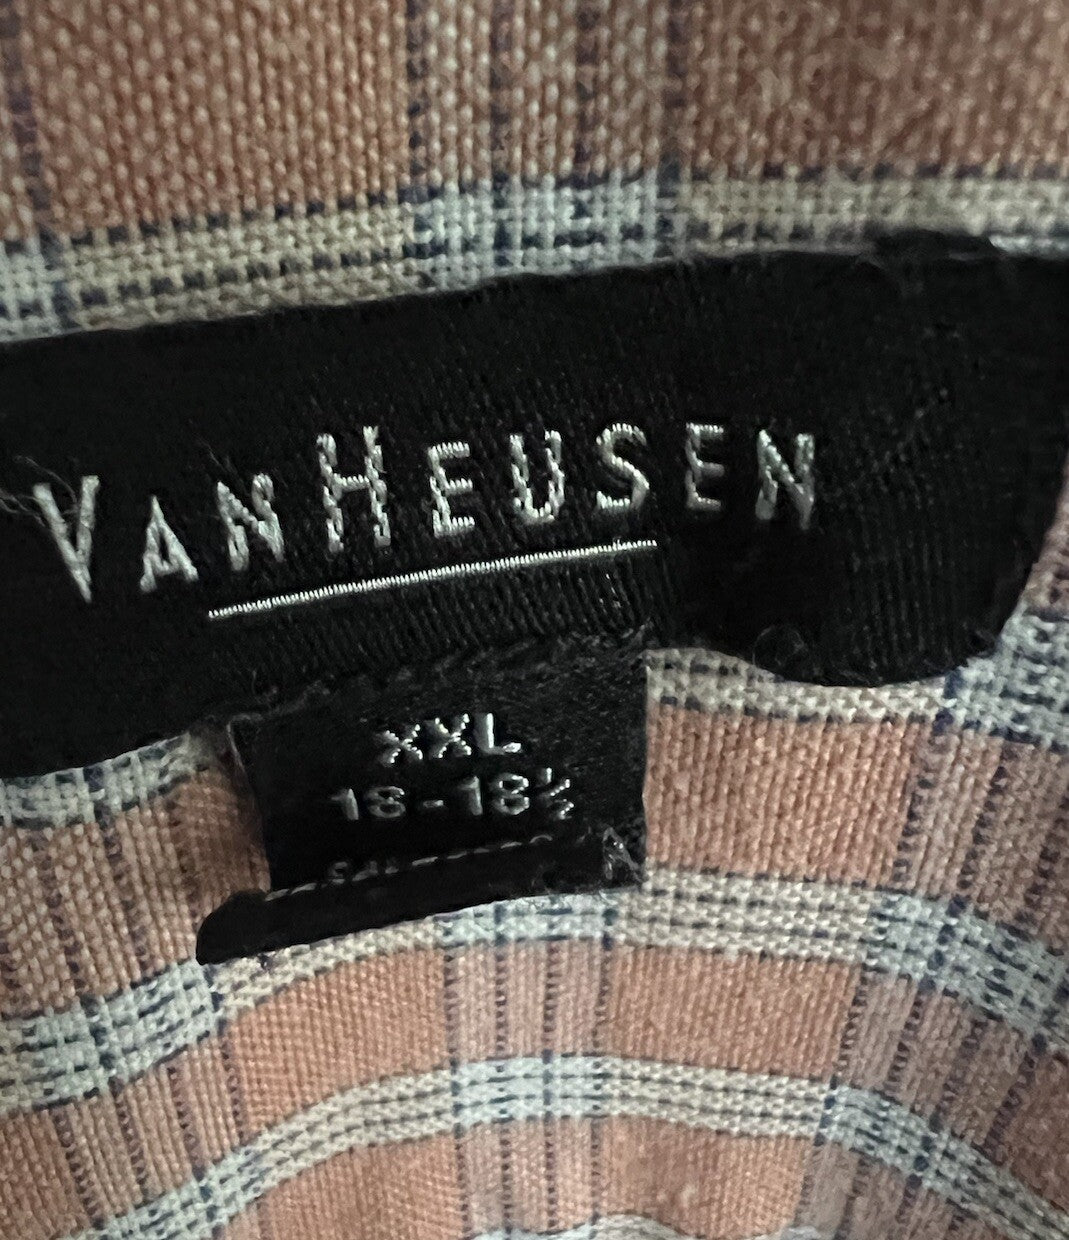 VANHEUSEN
XXL
18-18½